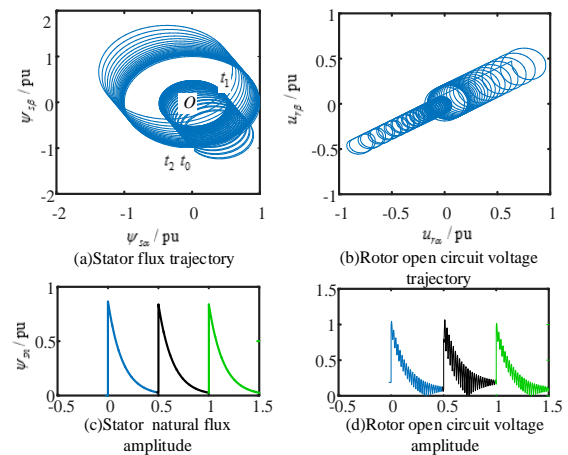 2
1
0
-1
-2
-2
-1
0
1
ψsβ / pu
ψsα / pu
O
t1
t2 t0
(a)Stator flux trajectory
1
0.5
0
-0.5
-1
-1
-0.5
0
0.5
1
urβ / pu
urα / pu
(b)Rotor open circuit voltage
trajectory
1
0.5
0
-0.5
0
0.5
1
1.5
ψsn / pu
(c)Stator natural flux
amplitude
1.5
1
0.5
0
-0.5
0
0.5
1
1.5
(d)Rotor open circuit voltage
amplitude